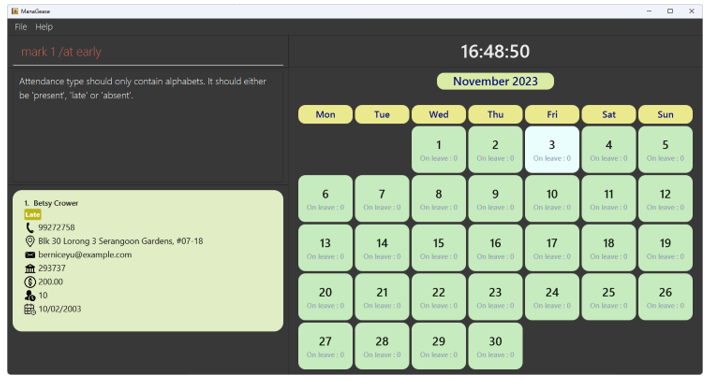 ManaGease
File Help
mark 1 /at early
Attendance type should only contain alphabets. It should either
be 'present', 'late' or 'absent'.
1. Betsy Crower
Late
99272758
Blk 30 Lorong 3 Serangoon Gardens, #07-18
berniceyu@example.com
293737
200.00
10
10/02/2003
16:48:50
November 2023
Mon Tue Wed Thu Fri Sat Sun
1 2 3 4 5
On leave : 0 On leave : 0 On leave : 0 On leave : 0 On leave : 0
6 7 8 9 10 11 12
On leave : 0 On leave : 0 On leave : 0 On leave : 0 On leave : 0 On leave : 0 On leave : 0
13 14 15 16 17 18 19
On leave : 0 On leave : 0 On leave : 0 On leave : 0 On leave : 0 On leave : 0 On leave : 0
20 21 22 23 24 25 26
On leave : 0 On leave : 0 On leave : 0 On leave : 0 On leave : 0 On leave : 0 On leave : 0
27 28 29 30
On leave : 0 On leave : 0 On leave : 0 On leave : 0